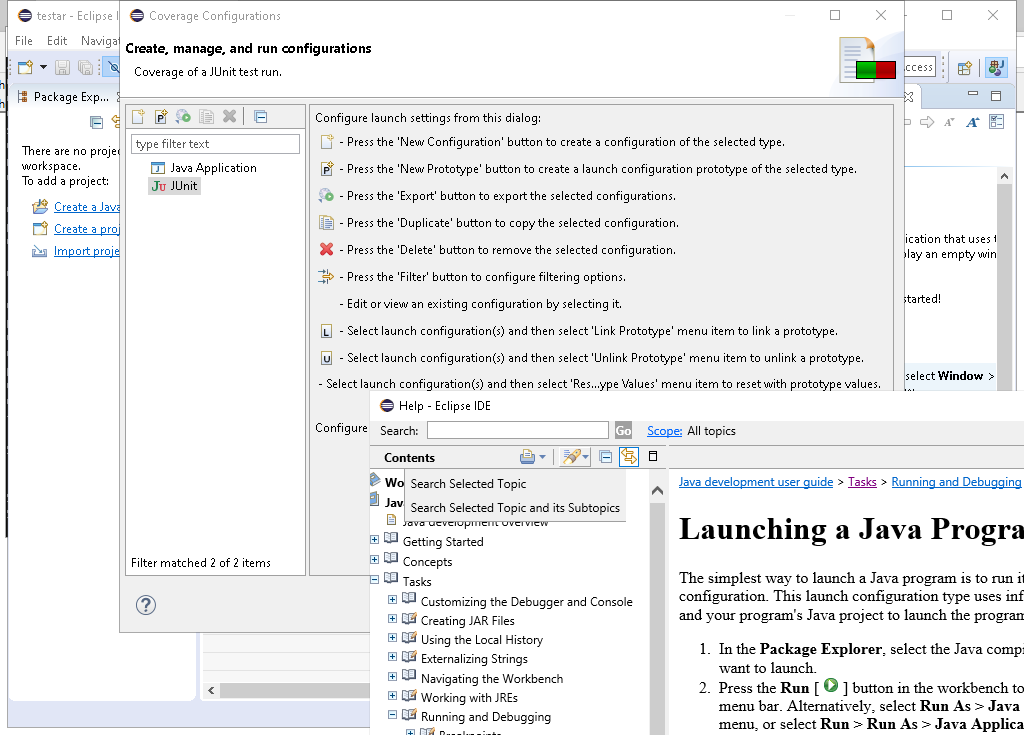 testar - Eclipse I
File Edit Navigat
Package Exp...
There are no projec
workspace.
To add a project:
Create a Java
Create a proj
Import proje
Coverage Configurations
Create, manage, and run configurations
Coverage of a JUnit test run.
type filter text
Java Application
JUnit
Filter matched 2 of 2 items
Configure launch settings from this dialog:
- Press the 'New Configuration' button to create a configuration of the selected type.
- Press the 'New Prototype' button to create a launch configuration prototype of the selected type.
- Press the 'Export' button to export the selected configurations.
- Press the 'Duplicate' button to copy the selected configuration.
- Press the 'Delete' button to remove the selected configuration.
- Press the 'Filter' button to configure filtering options.
- Edit or view an existing configuration by selecting it.
- Select launch configuration(s) and then select 'Link Prototype' menu item to link a prototype.
- Select launch configuration(s) and then select 'Unlink Prototype' menu item to unlink a prototype.
- Select launch configuration(s) and then select 'Res...ype Values' menu item to reset with prototype values.
Configure
ccess
ication that uses t
play an empty win
started!
select Window >
Help - Eclipse IDE
Search: Go Scope: All topics
Contents
Search Selected Topic
Search Selected Topic and its Subtopics
Wo
Jav
Java development overview
Getting Started
Concepts
Tasks
Customizing the Debugger and Console
Creating JAR Files
Using the Local History
Externalizing Strings
Navigating the Workbench
Working with JREs
Running and Debugging
Breakpoints
Java development user guide > Tasks > Running and Debugging
Launching a Java Progra
The simplest way to launch a Java program is to run it
configuration. This launch configuration type uses inf
and your program's Java project to launch the program
1. In the Package Explorer, select the Java compi
want to launch.
2. Press the Run [ ] button in the workbench to
menu bar. Alternatively, select Run As > Java
menu, or select Run > Run As > Java Applica